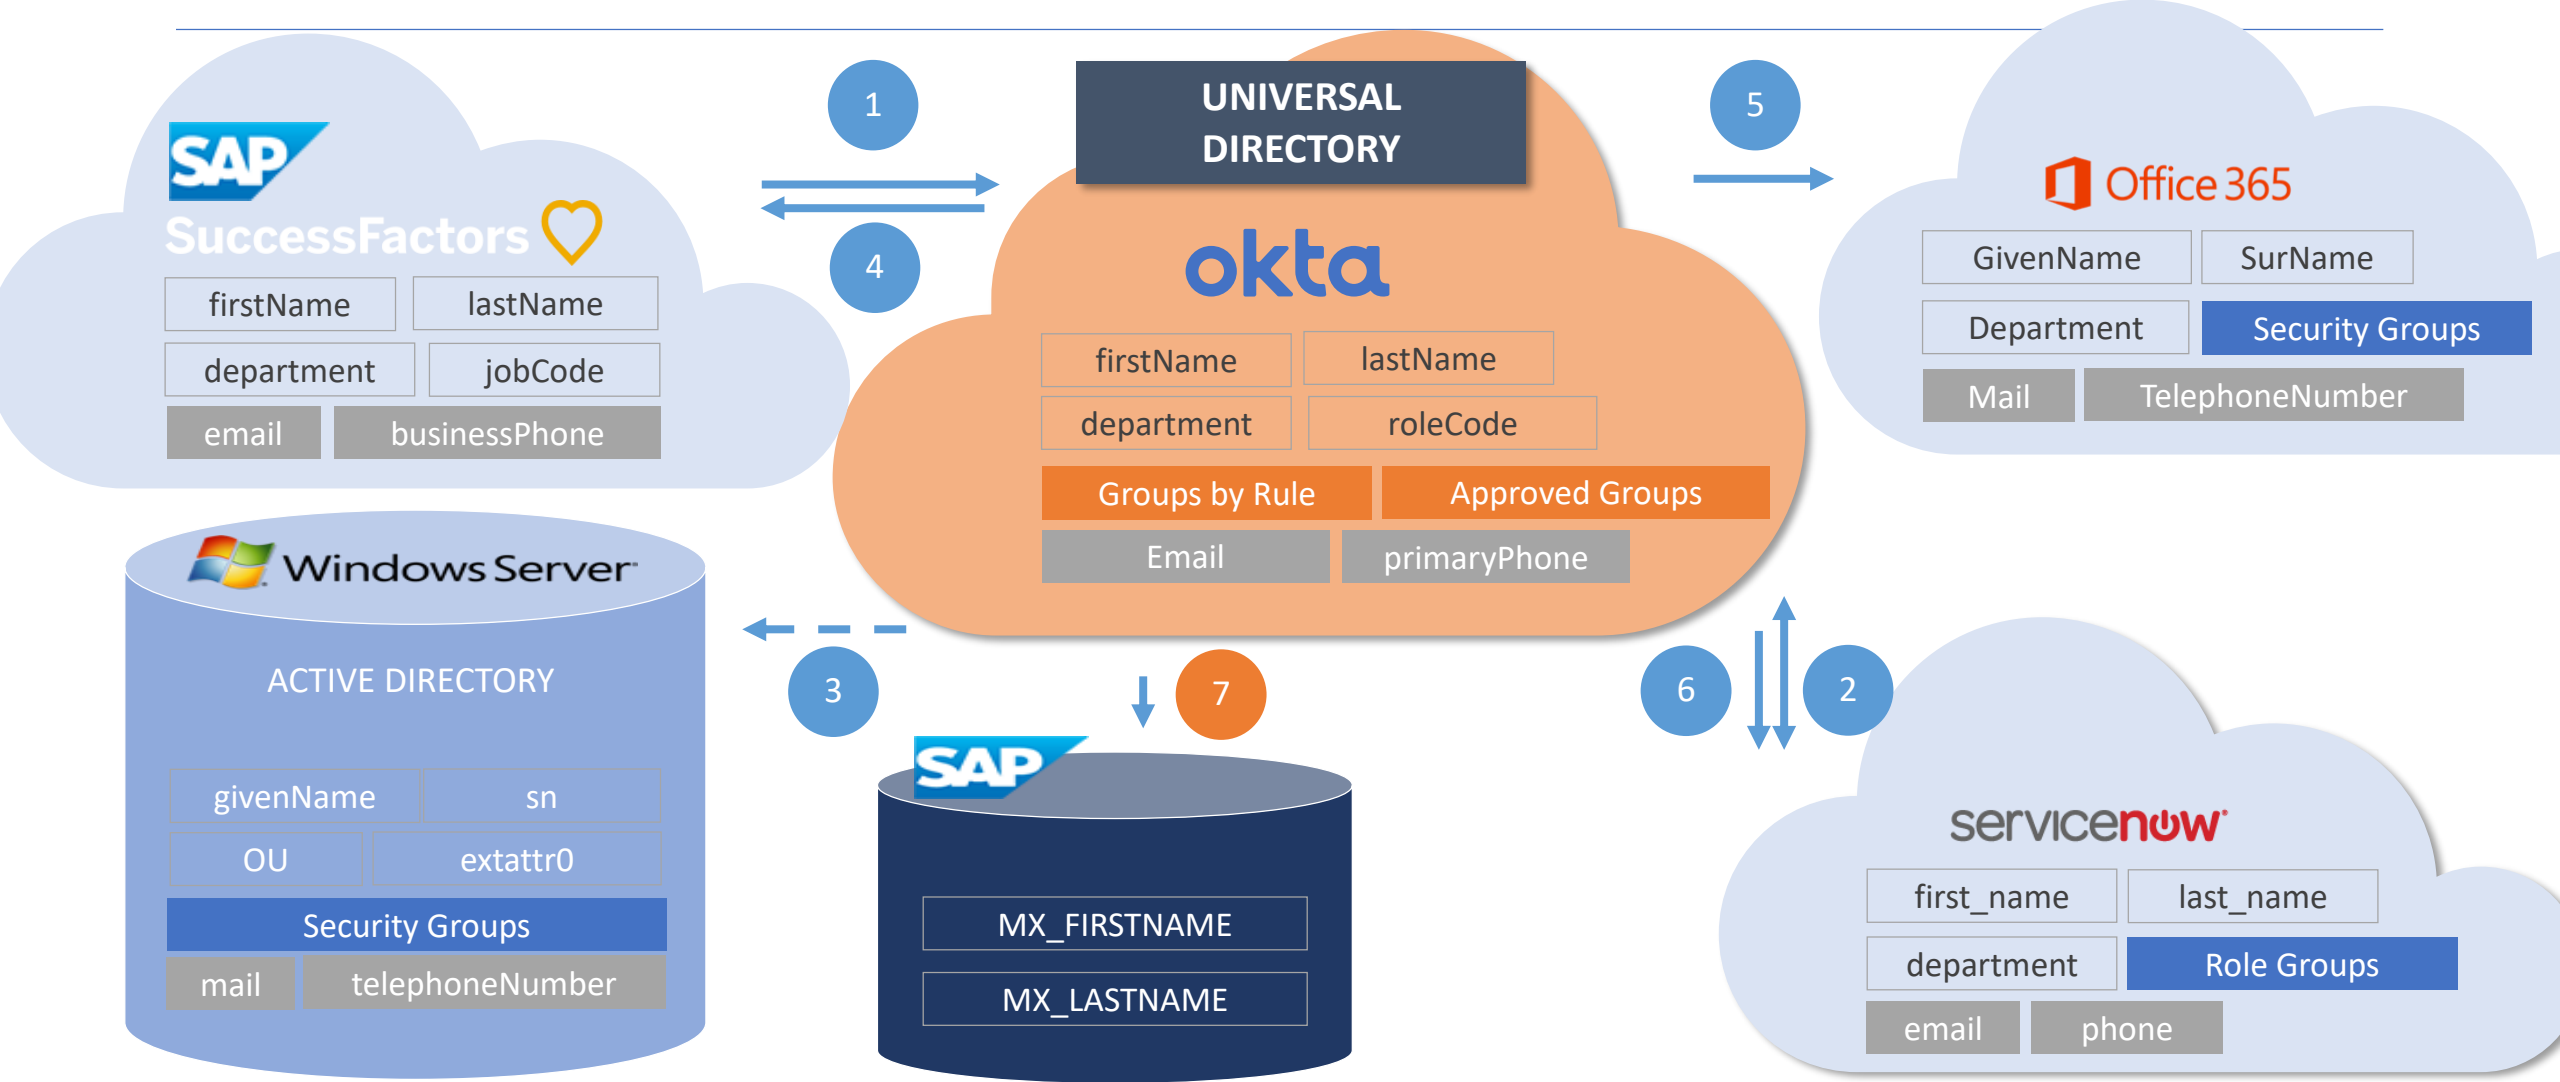 SAP
SuccessFactors
firstName
lastName
department
jobCode
email
businessPhone
1
4
UNIVERSAL
DIRECTORY
okta
firstName
lastName
department
roleCode
Groups by Rule
Approved Groups
Email
primaryPhone
5
Office 365
GivenName
SurName
Department
Security Groups
Mail
TelephoneNumber
Windows Server
ACTIVE DIRECTORY
givenName
sn
OU
extattr0
Security Groups
mail
telephoneNumber
3
7
SAP
MX_FIRSTNAME
MX_LASTNAME
6
2
servicenow
first_name
last_name
department
Role Groups
email
phone